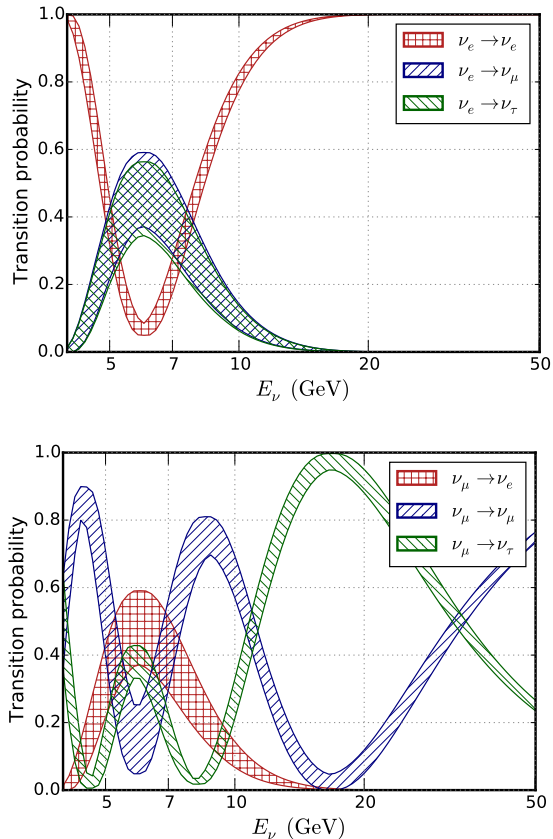 1.0
0.8
0.6
0.4
0.2
0.0
Transition probability
ν_e → ν_e
ν_e → ν_μ
ν_e → ν_τ
5 7 10 20 50
E_ν (GeV)
1.0
0.8
0.6
0.4
0.2
0.0
Transition probability
ν_μ → ν_e
ν_μ → ν_μ
ν_μ → ν_τ
5 7 10 20 50
E_ν (GeV)